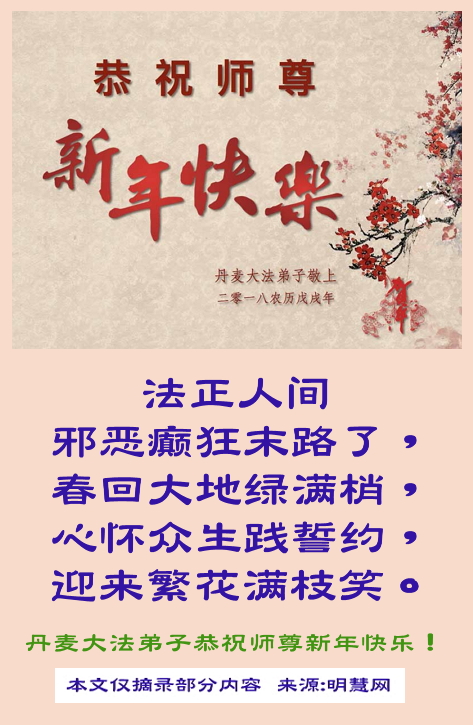 恭祝师尊
新年快樂
丹麦大法弟子敬上
二零一八农历戊戌年
法正人间
邪恶癫狂末路了，
春回大地绿满梢，
心怀众生践誓约，
迎来繁花满枝笑。
丹麦大法弟子恭祝师尊新年快乐！
本文仅摘录部分内容 来源:明慧网